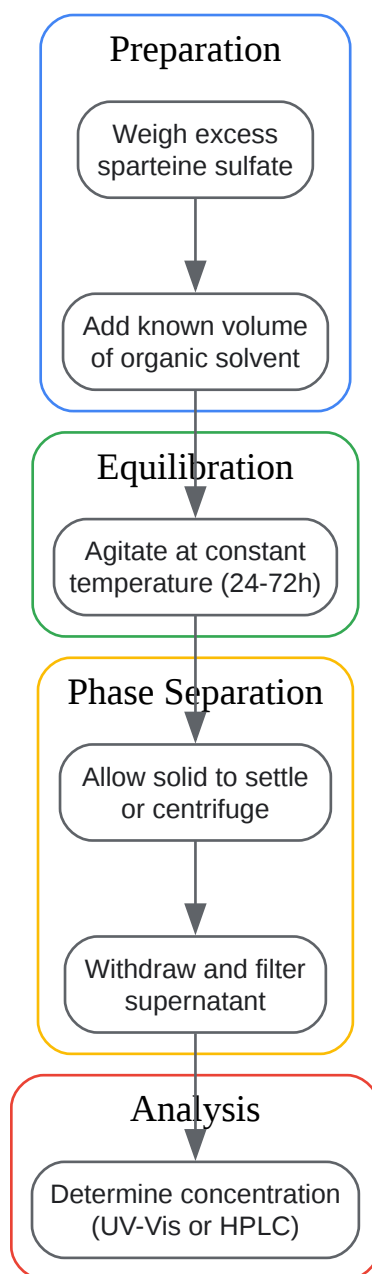 Preparation
Weigh excess
sparteine sulfate
Add known volume
of organic solvent
Equilibration
Agitate at constant
temperature (24-72h)
Phase Separation
Allow solid to settle
or centrifuge
Withdraw and filter
supernatant
Analysis
Determine concentration
(UV-Vis or HPLC)